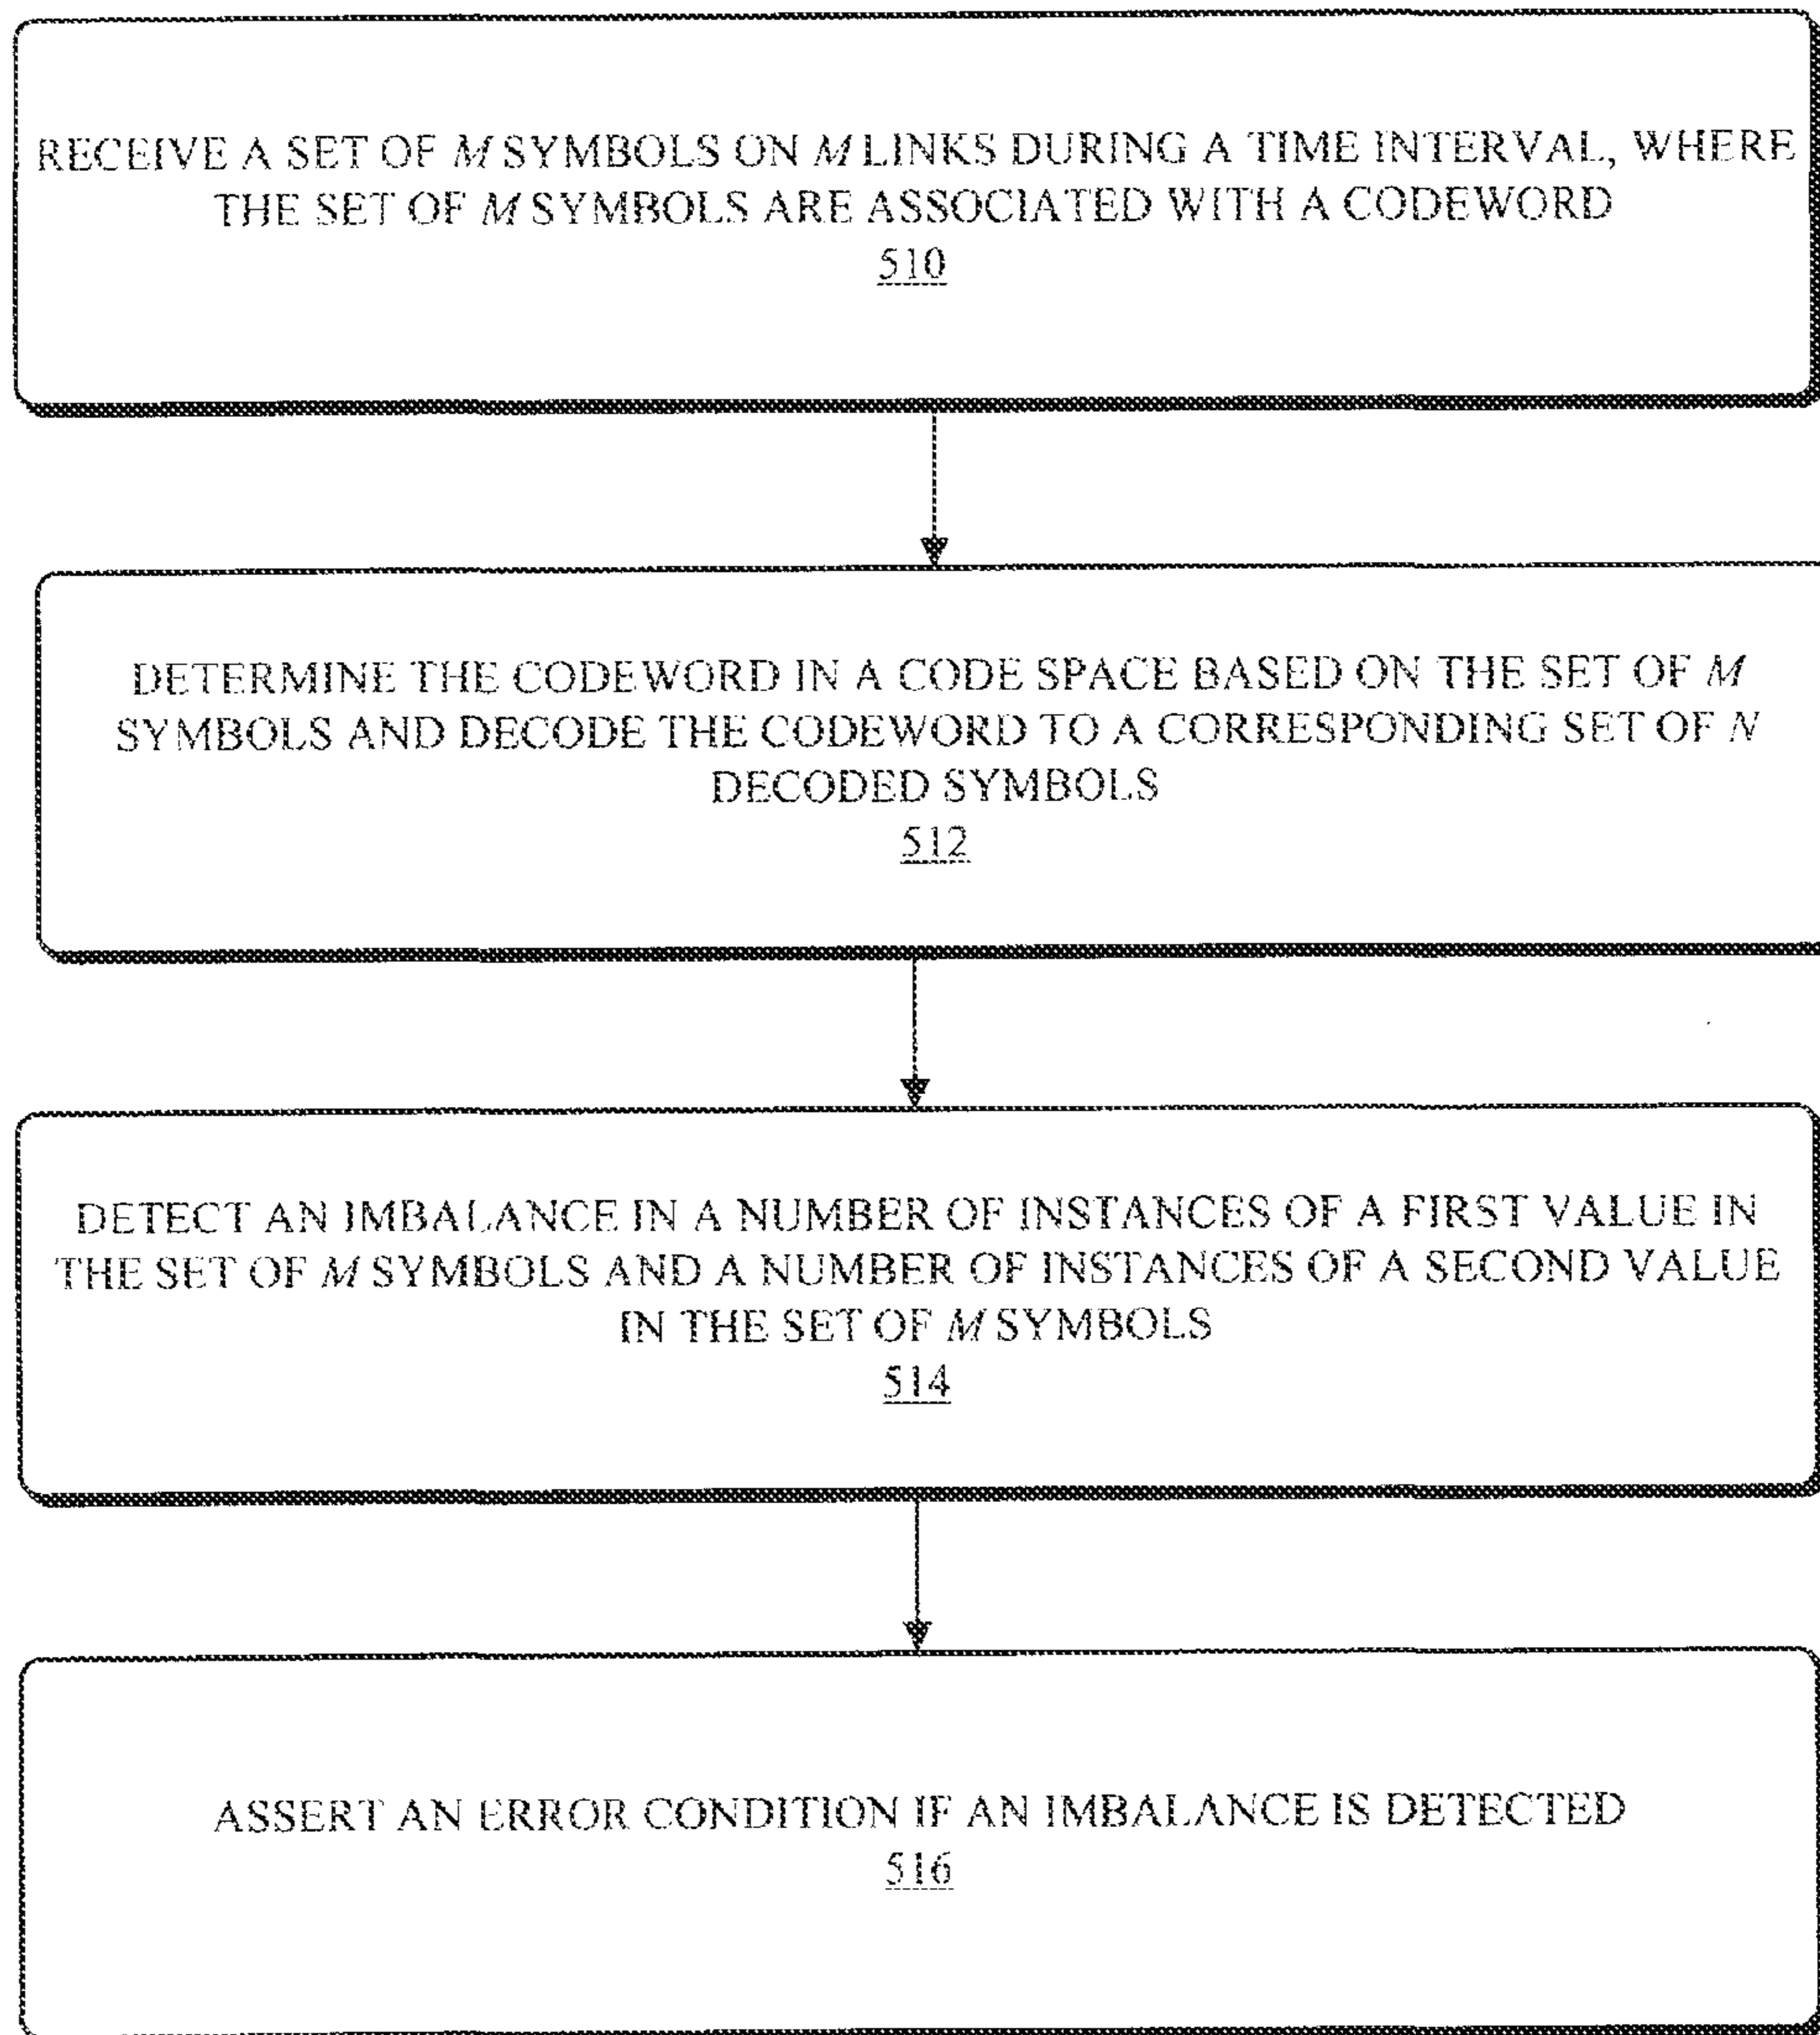 RECEIVE A SET OF M SYMBOLS ON M LINKS DURING A TIME INTERVAL, WHERE
THE SET OF M SYMBOLS ARE ASSOCIATED WITH A CODEWORD
510
DETERMINE THE CODEWORD IN A CODE SPACE BASED ON THE SET OF M
SYMBOLS AND DECODE THE CODEWORD TO A CORRESPONDING SET OF N
DECODED SYMBOLS
512
DETECT AN IMBALANCE IN A NUMBER OF INSTANCES OF A FIRST VALUE IN
THE SET OF M SYMBOLS AND A NUMBER OF INSTANCES OF A SECOND VALUE
IN THE SET OF M SYMBOLS
514
ASSERT AN ERROR CONDITION IF AN IMBALANCE IS DETECTED
516